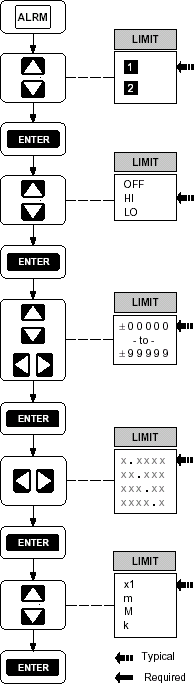 ALRM
LIMIT
1
2
ENTER
LIMIT
OFF
HI
LO
ENTER
LIMIT
±00000
- to -
±99999
ENTER
LIMIT
x.xxxx
xx.xxx
xxx.xx
xxxx.x
ENTER
LIMIT
x1
m
M
k
ENTER
Typical
Required